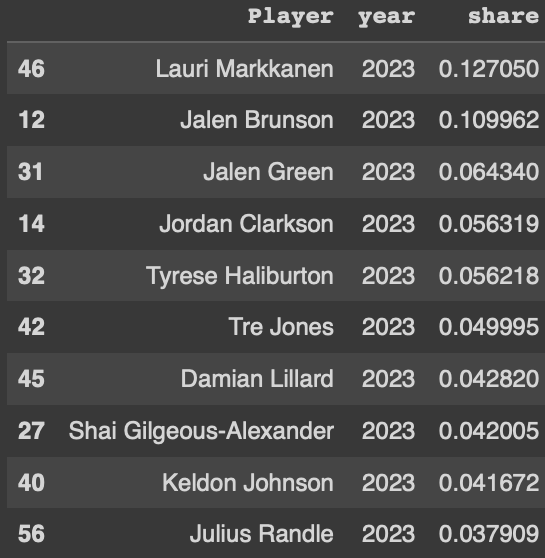 Player year share
46 Lauri Markkanen 2023 0.127050
12 Jalen Brunson 2023 0.109962
31 Jalen Green 2023 0.064340
14 Jordan Clarkson 2023 0.056319
32 Tyrese Haliburton 2023 0.056218
42 Tre Jones 2023 0.049995
45 Damian Lillard 2023 0.042820
27 Shai Gilgeous-Alexander 2023 0.042005
40 Keldon Johnson 2023 0.041672
56 Julius Randle 2023 0.037909